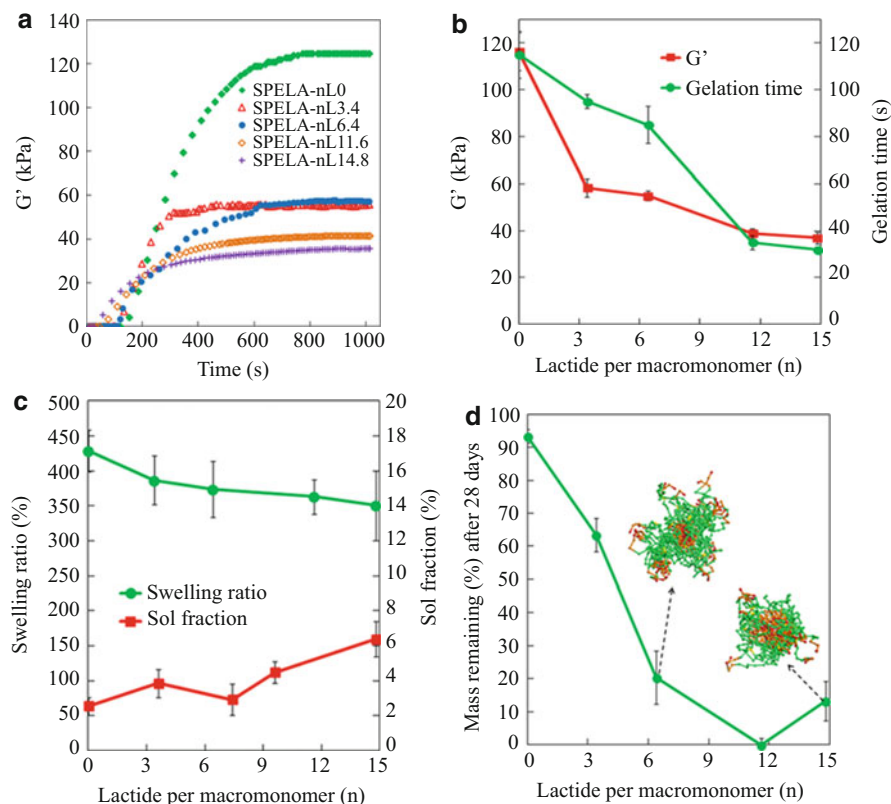 a
140
120
100
80
60
40
20
0
G’ (kPa)
SPELA-nL0
SPELA-nL3.4
SPELA-nL6.4
SPELA-nL11.6
SPELA-nL14.8
0 200 400 600 800 1000
Time (s)
b
120
100
80
60
40
20
0
G’ (kPa)
G’
Gelation time
120
100
80
60
40
20
0
Gelation time (s)
0 3 6 9 12 15
Lactide per macromonomer (n)
c
500
450
400
350
300
250
200
150
100
50
0
Swelling ratio (%)
Swelling ratio
Sol fraction
20
18
16
14
12
10
8
6
4
2
0
Sol fraction (%)
0 3 6 9 12 15
Lactide per macromonomer (n)
d
100
90
80
70
60
50
40
30
20
10
0
Mass remaining (%) after 28 days
0 3 6 9 12 15
Lactide per macromonomer (n)